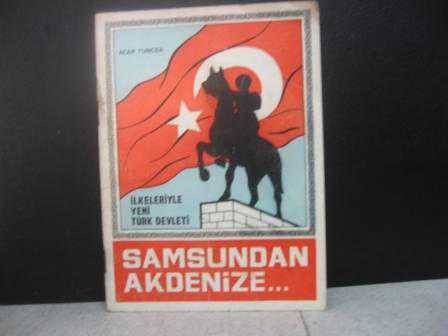 ACAR TUNCER
İLKELERİYLE
YENİ
TÜRK DEVLETİ
SAMSUNDAN
AKDENİZE...